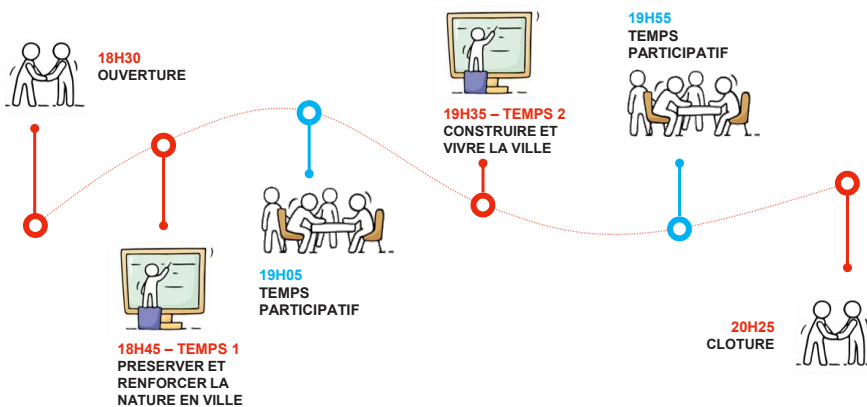 18H30
OUVERTURE
18H45 – TEMPS 1
PRESERVER ET
RENFORCER LA
NATURE EN VILLE
19H05
TEMPS
PARTICIPATIF
19H35 – TEMPS 2
CONSTRUIRE ET
VIVRE LA VILLE
19H55
TEMPS
PARTICIPATIF
20H25
CLOTURE